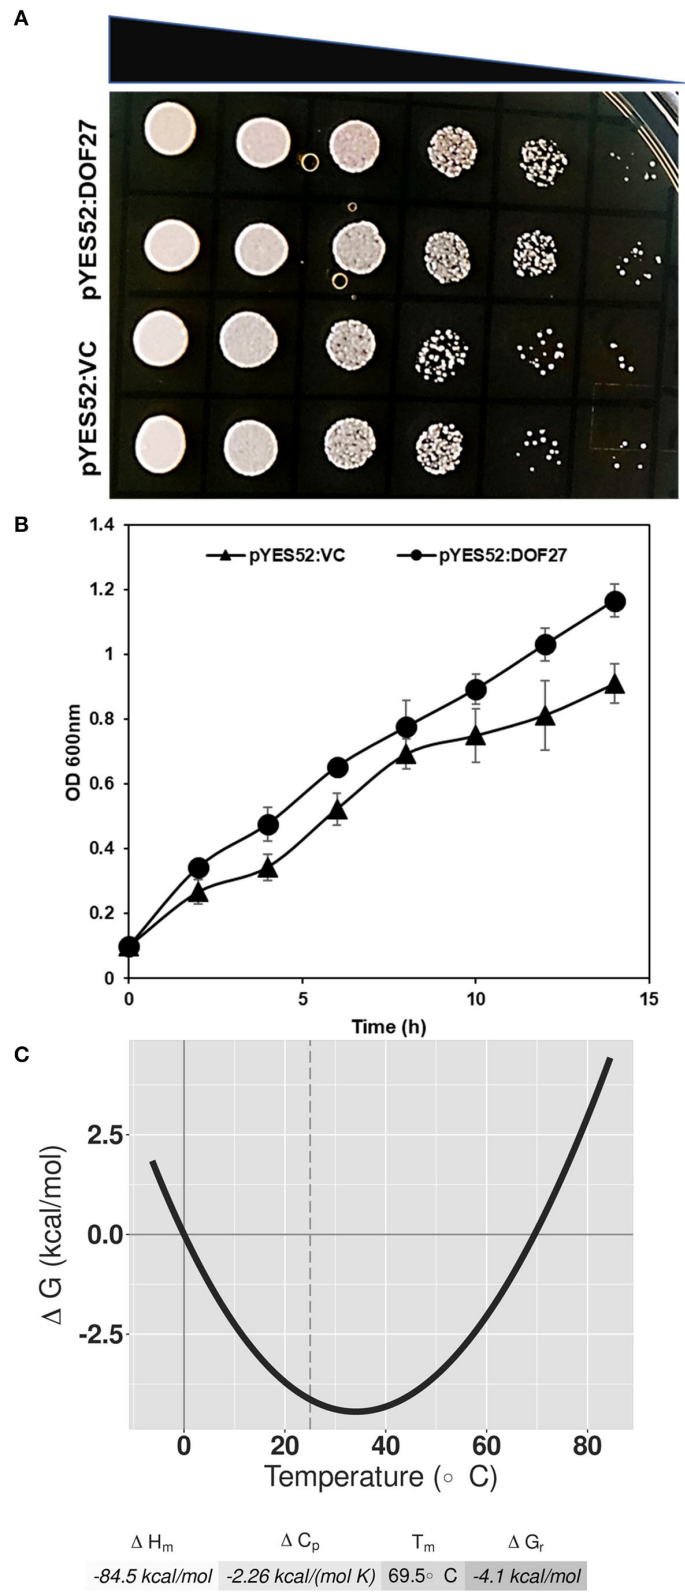 A
pYES52:DOF27
pYES52:VC
B
1.4
1.2
1
0.8
0.6
0.4
0.2
0
OD 600nm
pYES52:VC
pYES52:DOF27
0
5
10
15
Time (h)
C
2.5
0.0
-2.5
Δ G (kcal/mol)
0
20
40
60
80
Temperature (○ C)
Δ Hm Δ Cp Tm Δ Gr
-84.5 kcal/mol -2.26 kcal/(mol K) 69.5○ C -4.1 kcal/mol